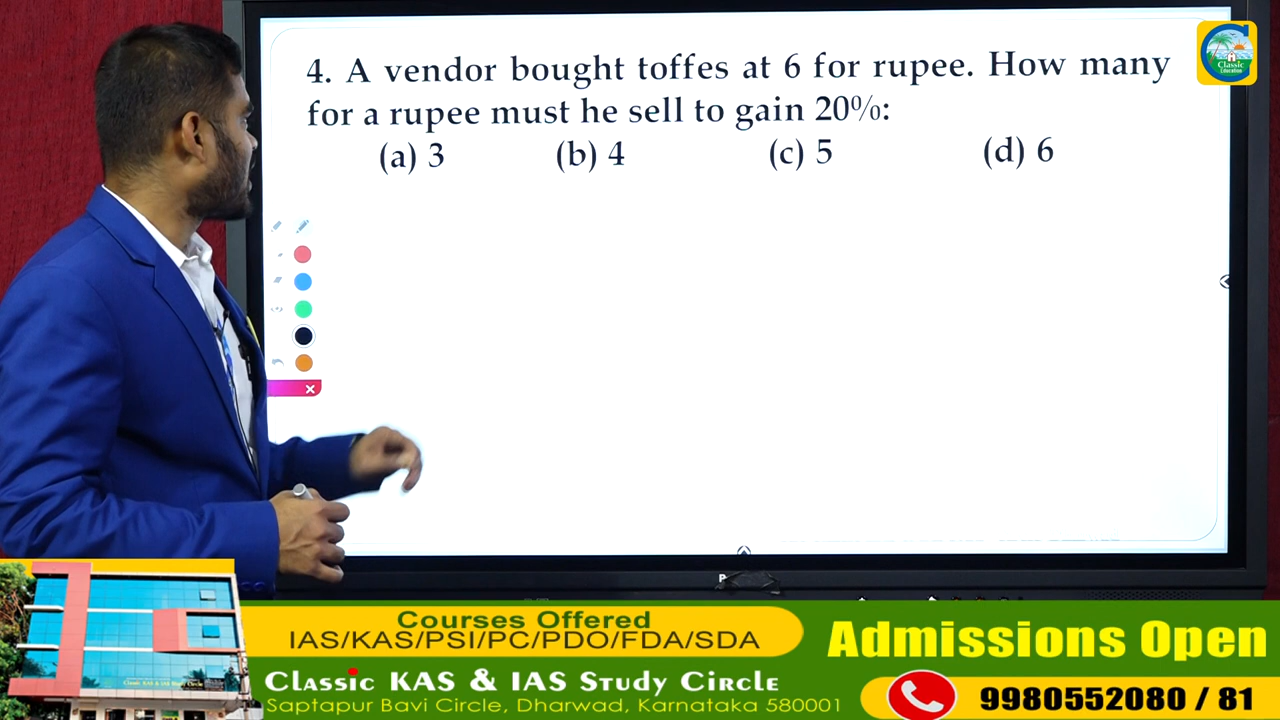 4. A vendor bought toffes at 6 for rupee. How many
for a rupee must he sell to gain 20%:
(a) 3 (b) 4 (c) 5 (d) 6
Classic
Education
Courses Offered
IAS/KAS/PSI/PC/PDO/FDA/SDA
Classic KAS & IAS Study Circle
Saptapur Bavi Circle, Dharwad, Karnataka 580001
Admissions Open
9980552080 / 81